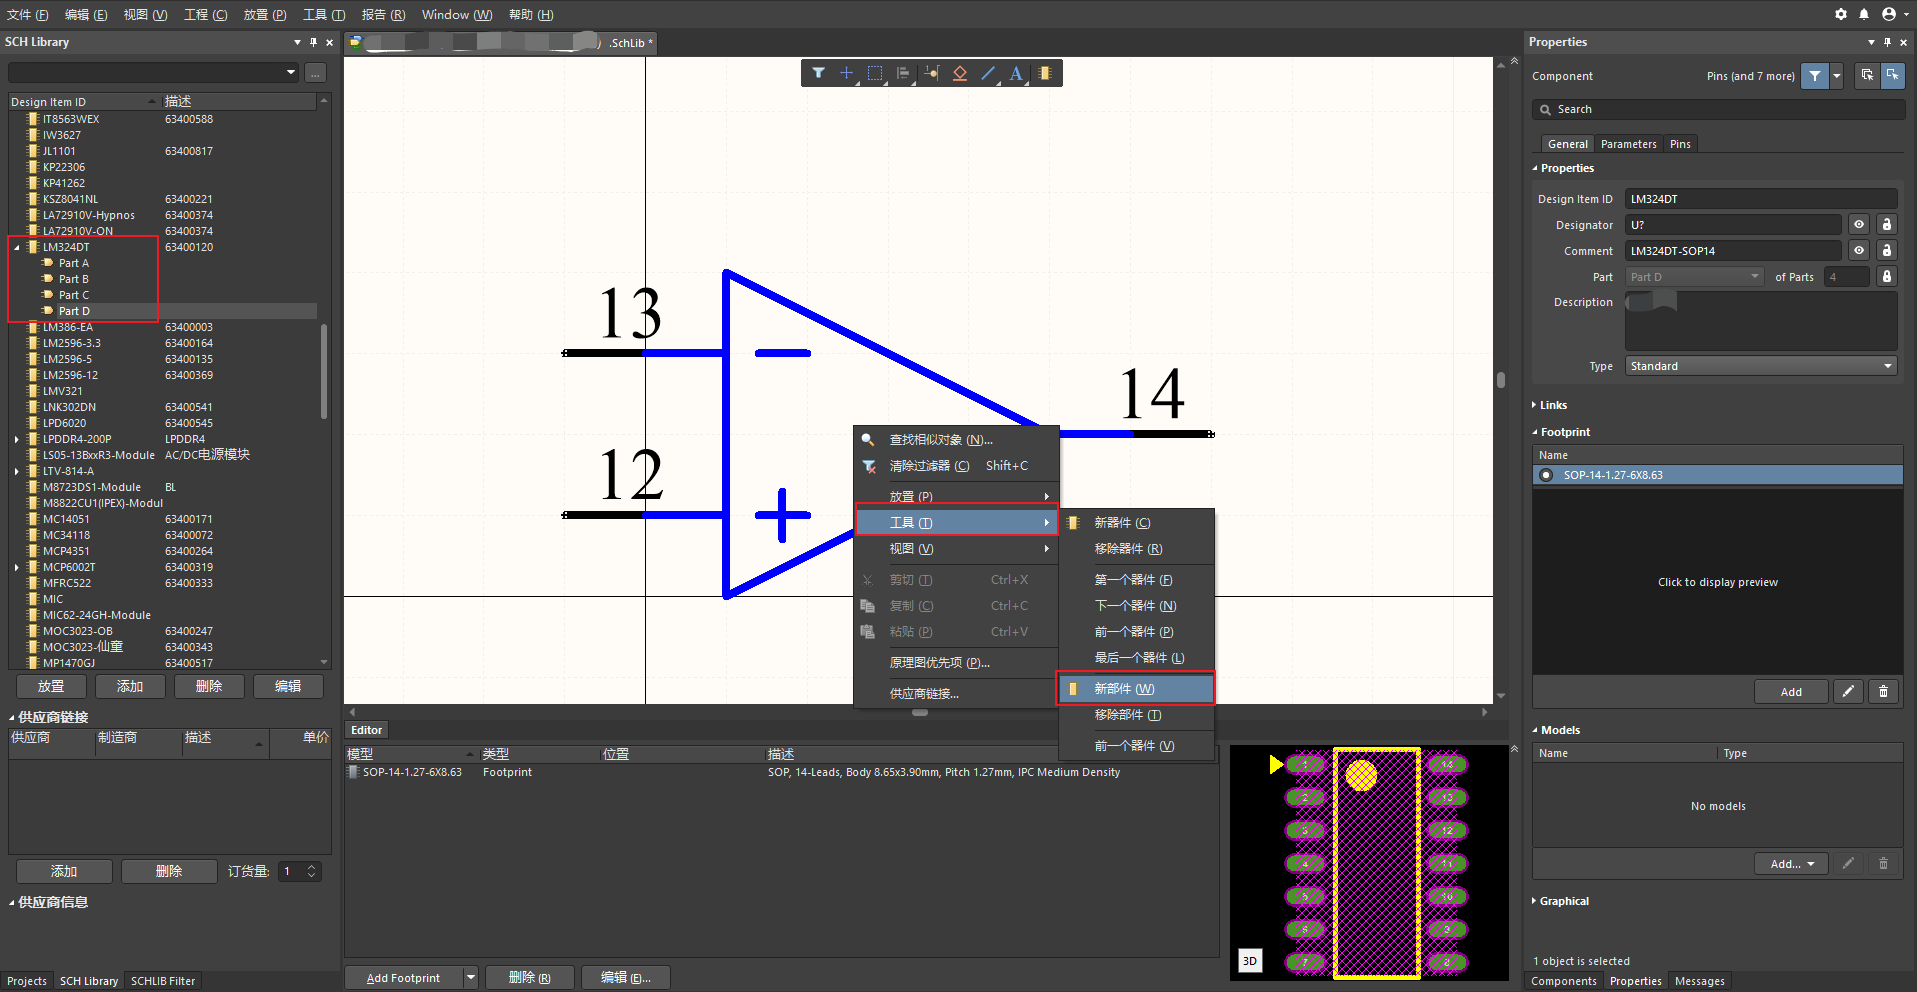 文件 (F) 编辑 (E) 视图 (V) 工程 (C) 放置 (P) 工具 (T) 报告 (R) Window (W) 帮助 (H)
SCH Library
.SchLib *
...
Design Item ID 描述
IT8563WEX 63400588
IW3627
JL1101 63400817
KP22306
KP41262
KSZ8041NL 63400221
LA72910V-Hypnos 63400374
LA72910V-ON 63400374
LM324DT 63400120
Part A
Part B
Part C
Part D
LM386-EA 63400003
LM2596-3.3 63400164
LM2596-5 63400135
LM2596-12 63400369
LMV321
LNK302DN 63400541
LPD6020 63400545
LPDDR4-200P LPDDR4
LS05-13BxxR3-Module AC/DC电源模块
LTV-814-A
M8723DS1-Module BL
M8822CU1(IPEX)-Modul
MC14051 63400171
MC34118 63400072
MCP4351 63400264
MCP6002T 63400319
MFRC522 63400333
MIC
MIC62-24GH-Module
MOC3023-OB 63400247
MOC3023-仙童 63400343
MP1470GJ 63400517
放置 添加 删除 编辑
供应商链接
供应商 制造商 描述 单价
添加 删除 订货量: 1
供应商信息
Projects SCH Library SCHLIB Filter
A
13
12
14
查找相似对象 (N)...
清除过滤器 (C) Shift+C
放置 (P)
工具 (T)
视图 (V)
剪切 (T) Ctrl+X
复制 (C) Ctrl+C
粘贴 (P) Ctrl+V
原理图优先项 (P)...
供应商链接...
新器件 (C)
移除器件 (R)
第一个器件 (F)
下一个器件 (N)
前一个器件 (P)
最后一个器件 (L)
新部件 (W)
移除部件 (T)
前一个器件 (V)
Editor
模型 类型 位置 描述
SOP-14-1.27-6X8.63 Footprint SOP, 14-Leads, Body 8.65x3.90mm, Pitch 1.27mm, IPC Medium Density
Add Footprint 删除 (R) 编辑 (E)...
1 14
2 13
3 12
4 11
5 10
6 9
7 8
3D
Properties
Component Pins (and 7 more)
Search
General Parameters Pins
Properties
Design Item ID LM324DT
Designator U?
Comment LM324DT-SOP14
Part Part D of Parts 4
Description
Type Standard
Links
Footprint
Name
SOP-14-1.27-6X8.63
Click to display preview
Add
Models
Name Type
No models
Add...
Graphical
1 object is selected
Components Properties Messages